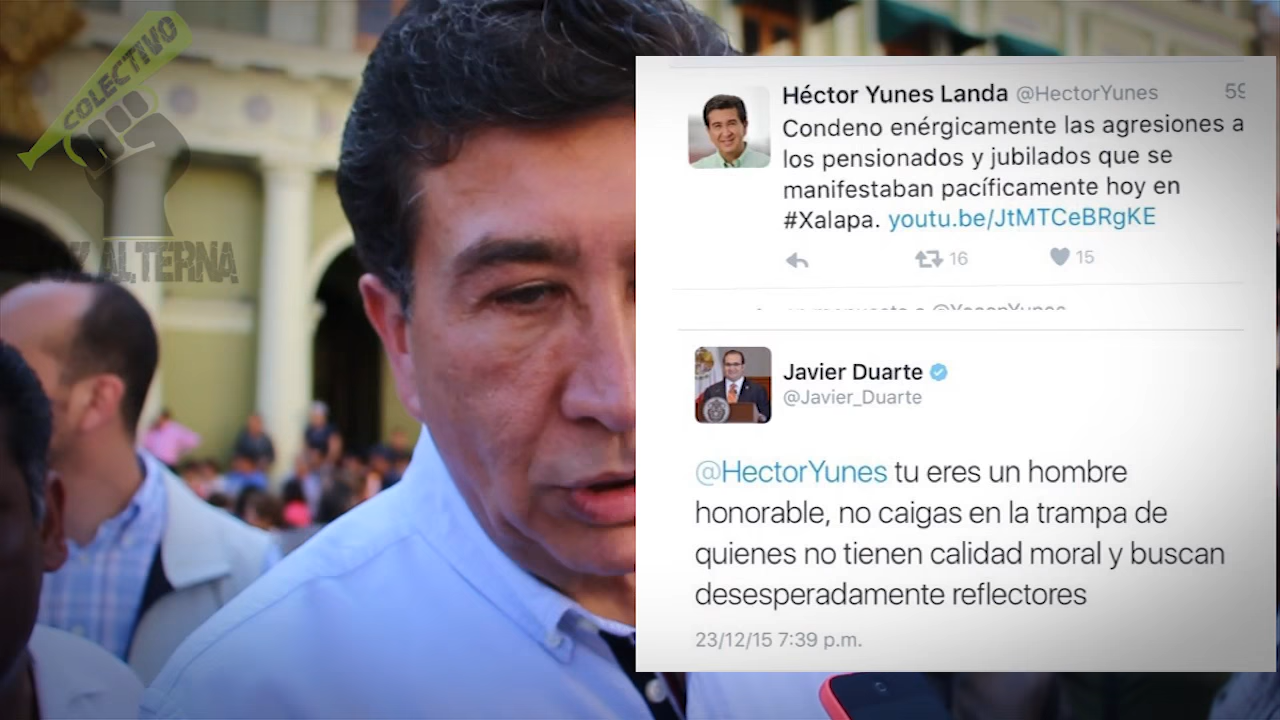 COLECTIVO
VOZ ALTERNA
Héctor Yunes Landa @HectorYunes
Condeno enérgicamente las agresiones a
los pensionados y jubilados que se
manifestaban pacíficamente hoy en
#Xalapa. youtu.be/JtMTCeBRgKE
16
15
@YosenYunes
Javier Duarte
@Javier_Duarte
@HectorYunes tu eres un hombre
honorable, no caigas en la trampa de
quienes no tienen calidad moral y buscan
desesperadamente reflectores
23/12/15 7:39 p.m.